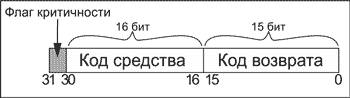 Флаг критичности
16 бит 15 бит
Код средства Код возврата
31 30 16 15 0